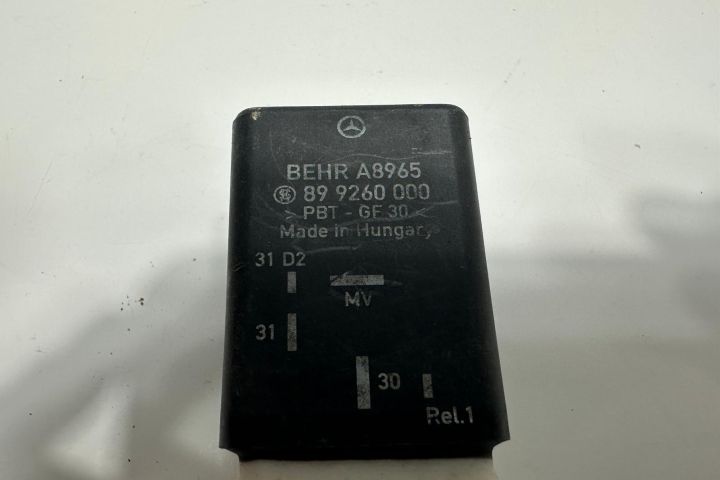 BEHR A8965
89 9260 000
> PBT - GF 30 <
Made in Hungary
31 D2
MV
31
30
Rel.1